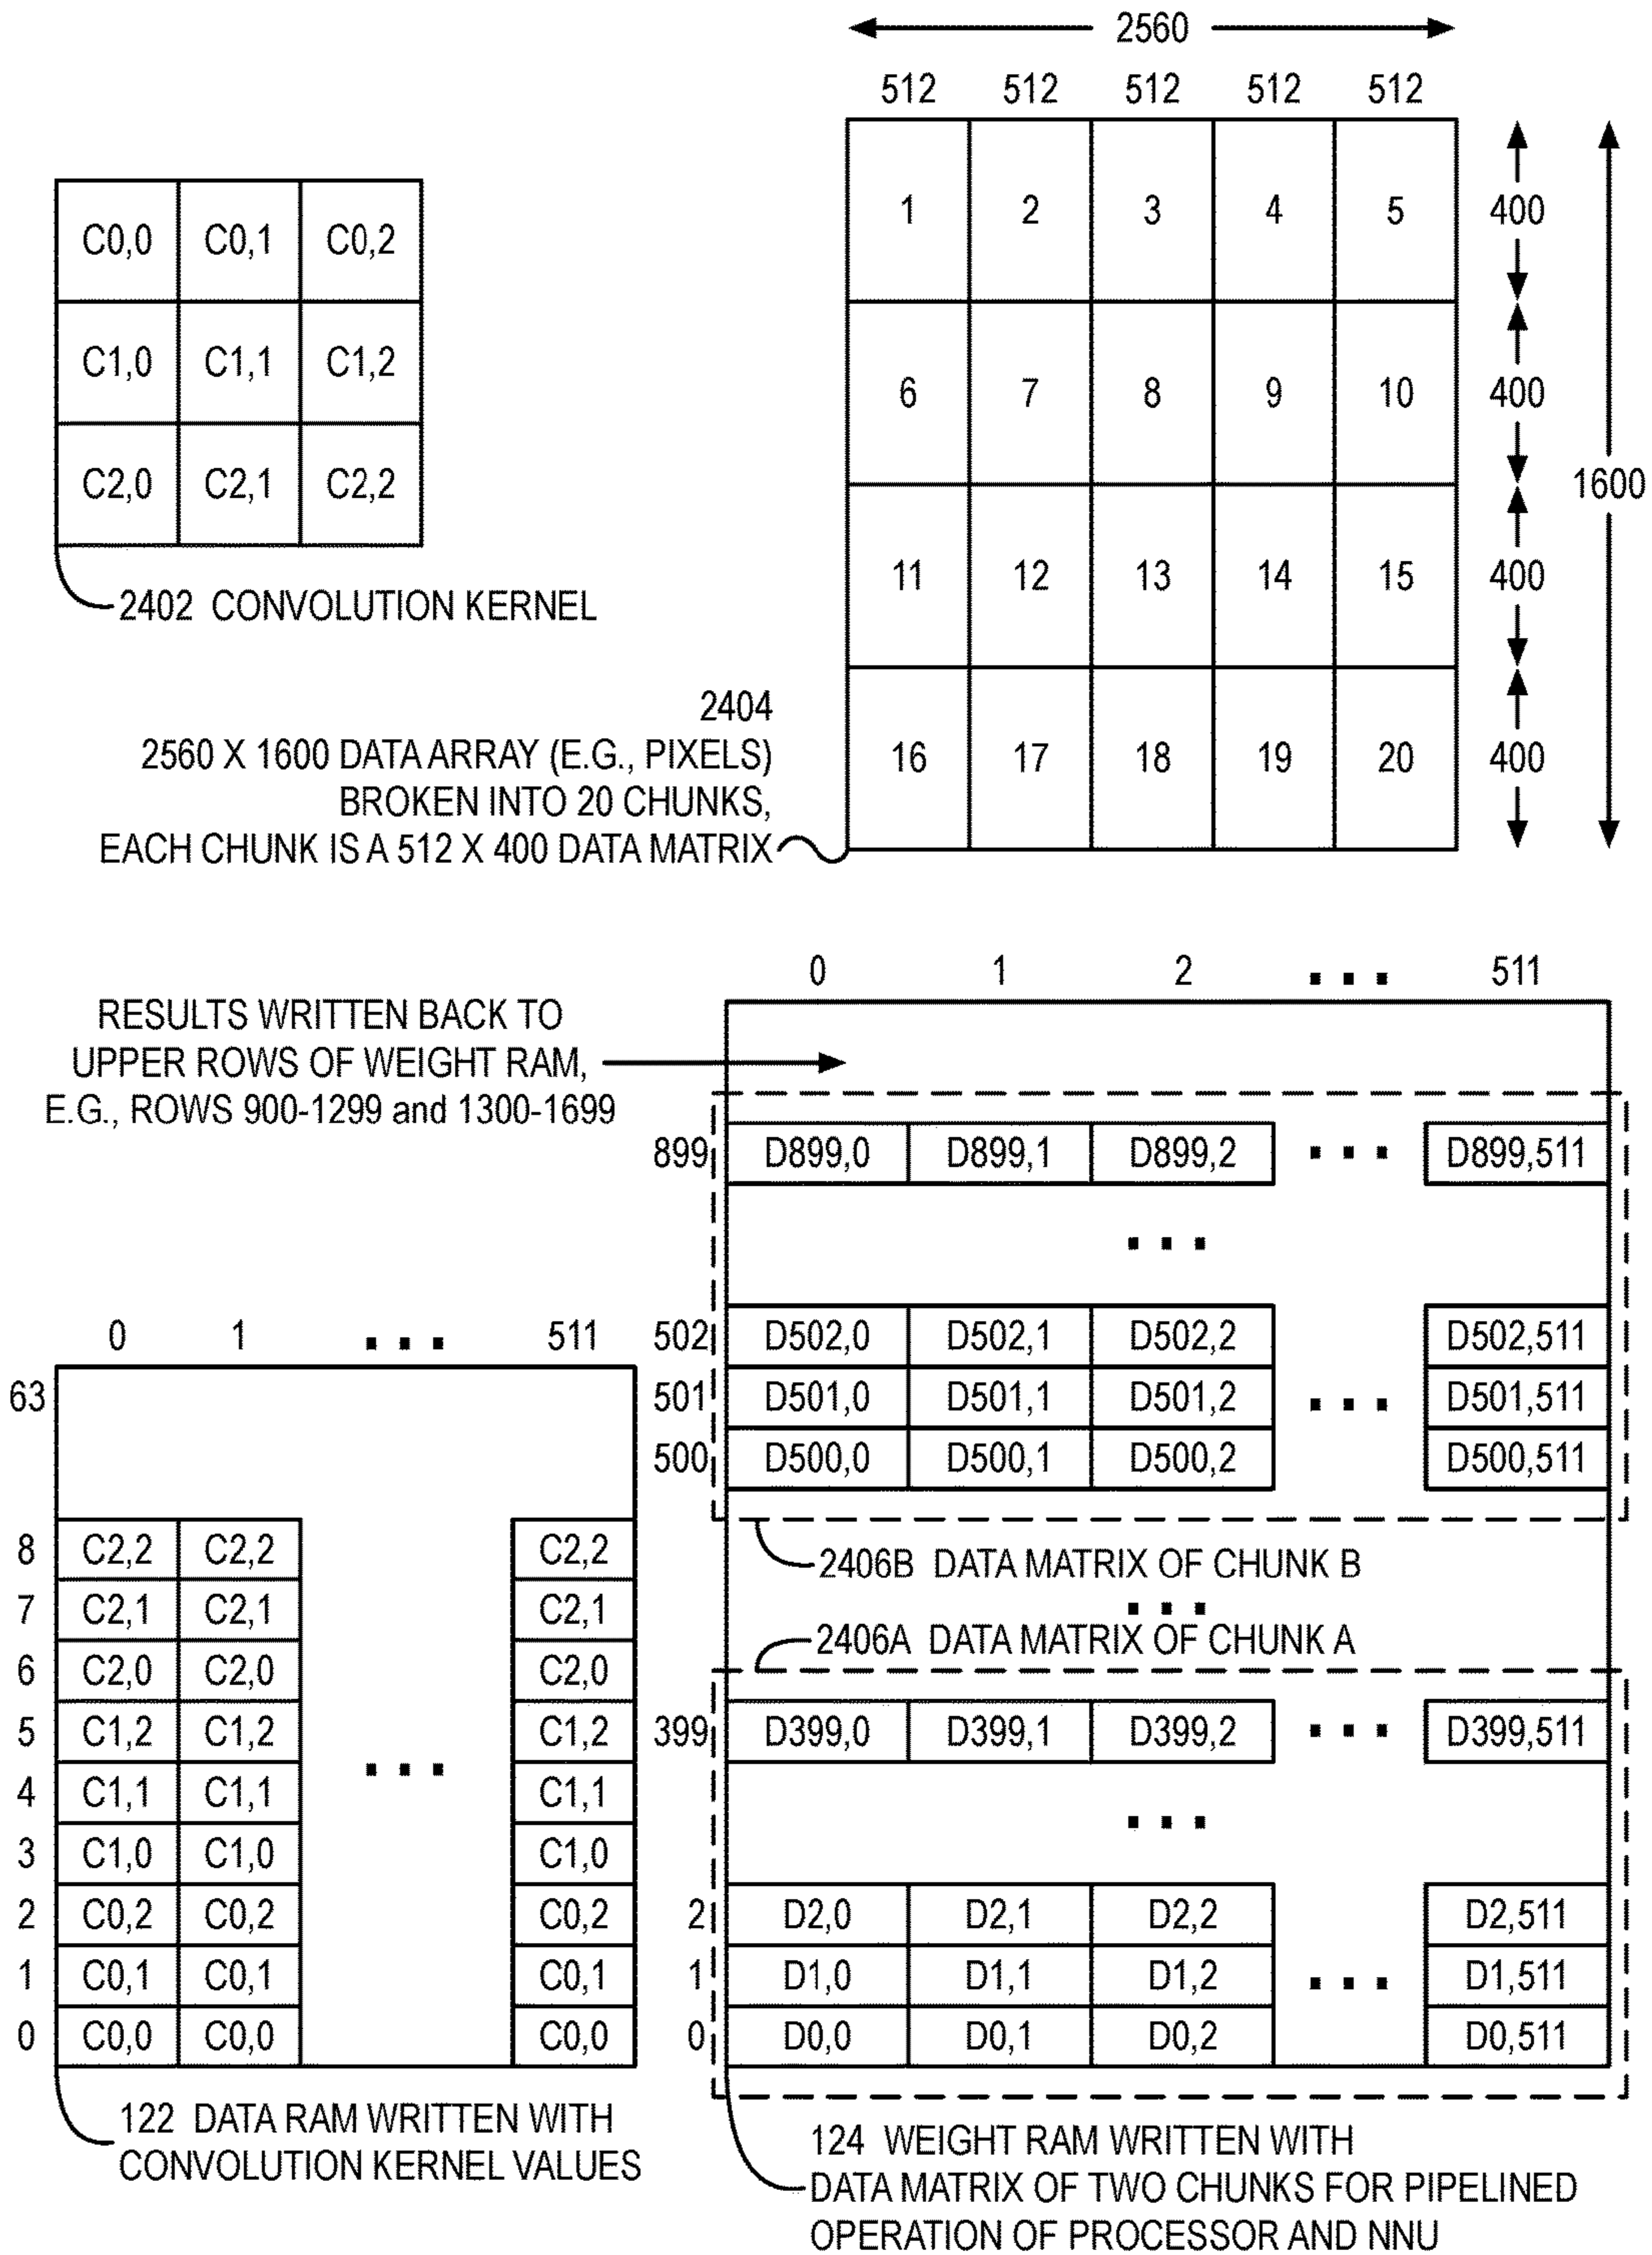 2560
512 512 512 512 512
1 2 3 4 5 400
6 7 8 9 10 400
11 12 13 14 15 400
16 17 18 19 20 400
1600
C0,0 C0,1 C0,2
C1,0 C1,1 C1,2
C2,0 C2,1 C2,2
2402 CONVOLUTION KERNEL
2404
2560 X 1600 DATA ARRAY (E.G., PIXELS)
BROKEN INTO 20 CHUNKS,
EACH CHUNK IS A 512 X 400 DATA MATRIX
RESULTS WRITTEN BACK TO
UPPER ROWS OF WEIGHT RAM,
E.G., ROWS 900-1299 and 1300-1699
0 1 2 ... 511
899 D899,0 D899,1 D899,2 ... D899,511
...
502 D502,0 D502,1 D502,2 D502,511
501 D501,0 D501,1 D501,2 ... D501,511
500 D500,0 D500,1 D500,2 D500,511
2406B DATA MATRIX OF CHUNK B
...
2406A DATA MATRIX OF CHUNK A
399 D399,0 D399,1 D399,2 ... D399,511
...
2 D2,0 D2,1 D2,2 D2,511
1 D1,0 D1,1 D1,2 ... D1,511
0 D0,0 D0,1 D0,2 D0,511
124 WEIGHT RAM WRITTEN WITH
DATA MATRIX OF TWO CHUNKS FOR PIPELINED
OPERATION OF PROCESSOR AND NNU
0 1 ... 511
63
8 C2,2 C2,2 C2,2
7 C2,1 C2,1 C2,1
6 C2,0 C2,0 C2,0
5 C1,2 C1,2 C1,2
...
4 C1,1 C1,1 C1,1
3 C1,0 C1,0 C1,0
2 C0,2 C0,2 C0,2
1 C0,1 C0,1 C0,1
0 C0,0 C0,0 C0,0
122 DATA RAM WRITTEN WITH
CONVOLUTION KERNEL VALUES